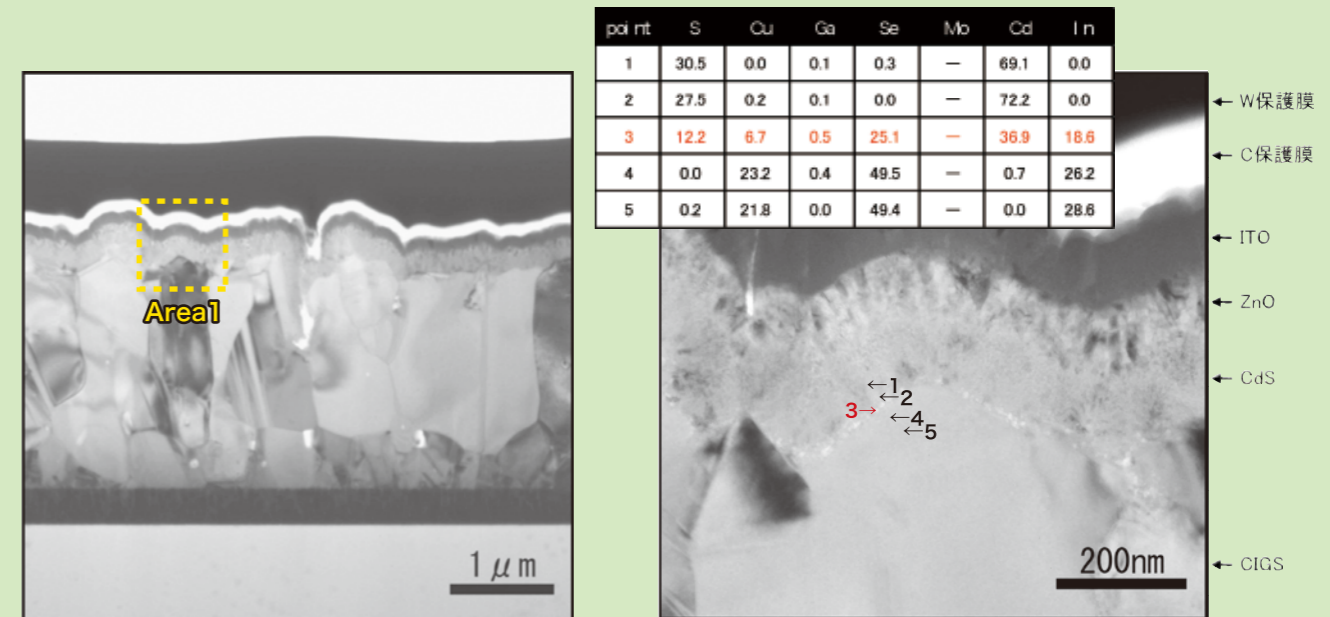 point S Cu Ga Se Mo Cd In
1 30.5 0.0 0.1 0.3 — 69.1 0.0
2 27.5 0.2 0.1 0.0 — 72.2 0.0
3 12.2 6.7 0.5 25.1 — 36.9 18.6
4 0.0 23.2 0.4 49.5 — 0.7 26.2
5 0.2 21.8 0.0 49.4 — 0.0 28.6
Area1
1μm
←W保護膜
←C保護膜
←ITO
←ZnO
←CdS
←CIGS
←1
←2
3→
←4
←5
200nm